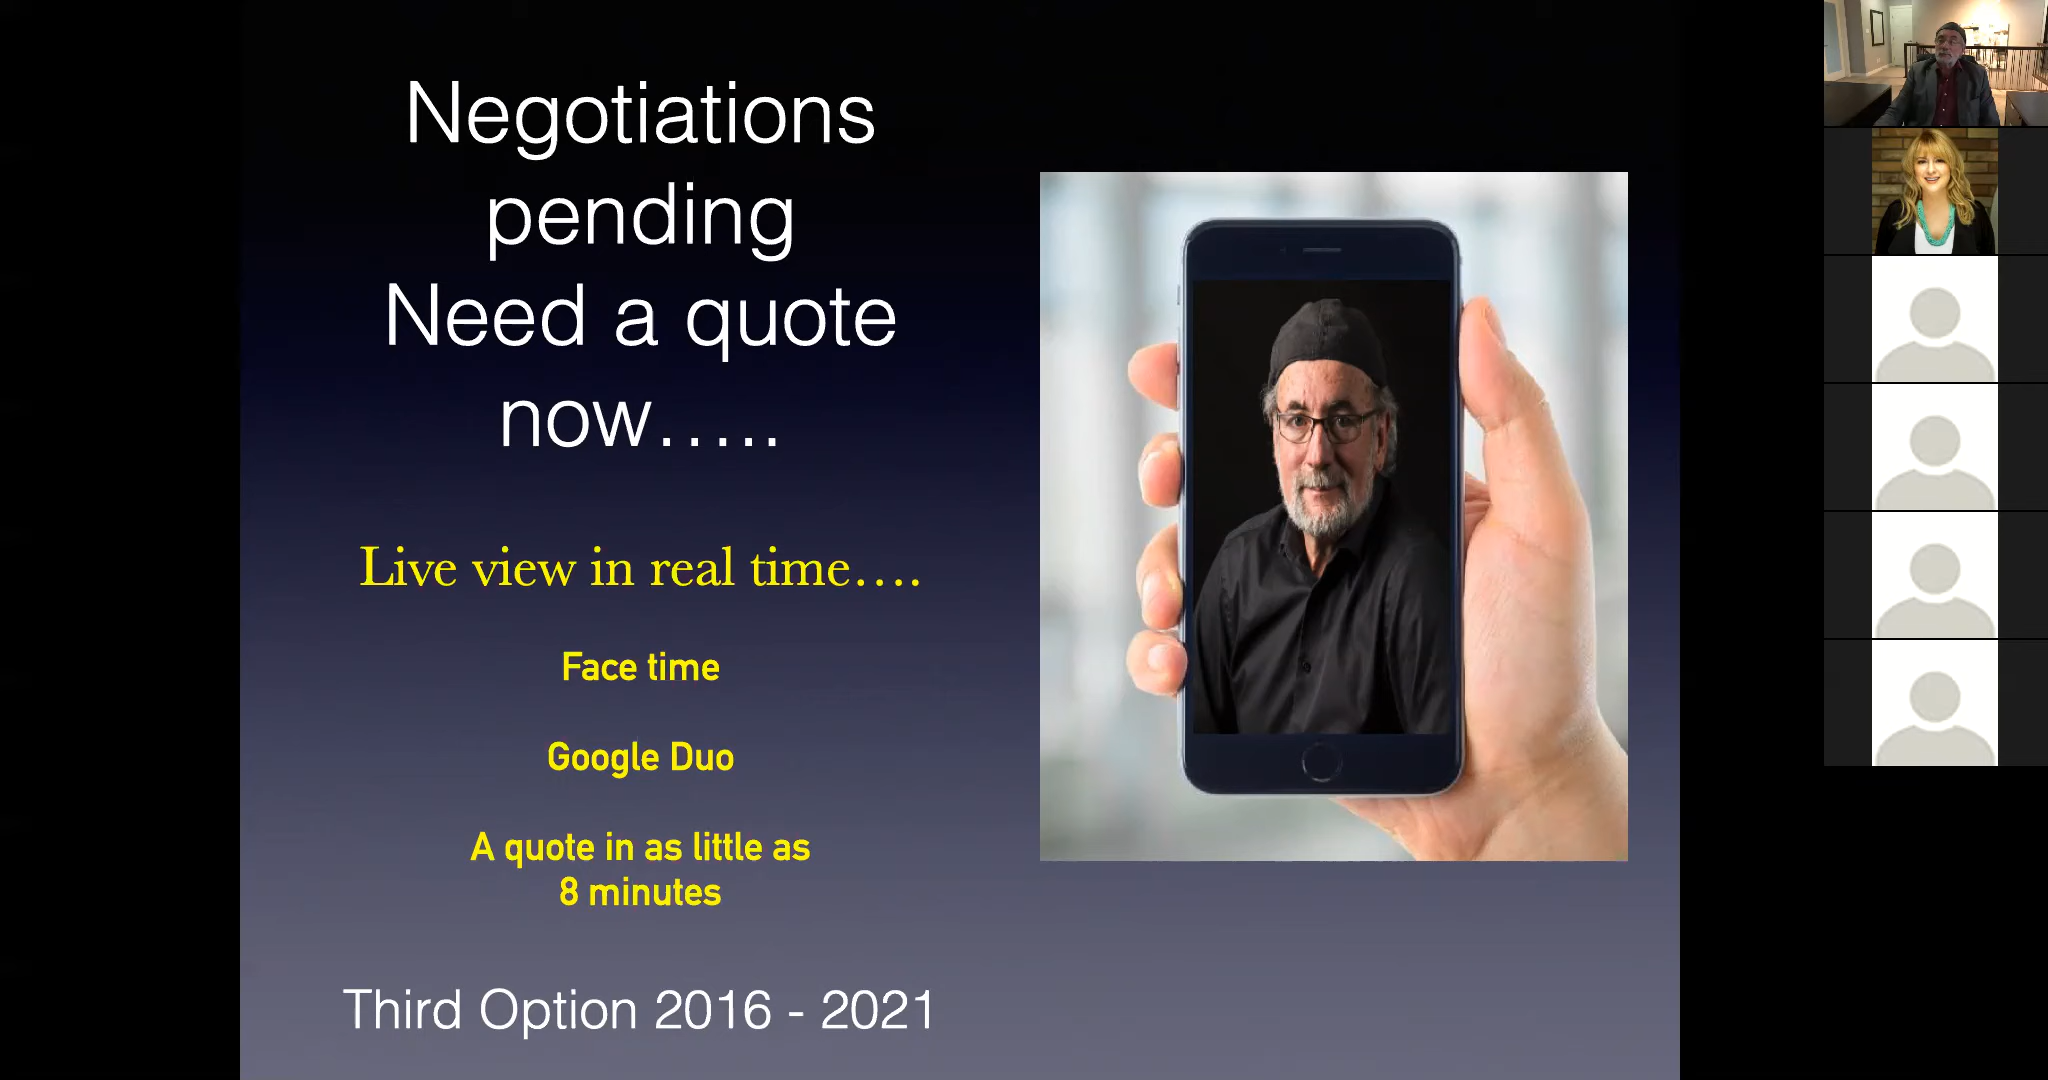 Negotiations
pending
Need a quote
now.....
Live view in real time....
Face time
Google Duo
A quote in as little as
8 minutes
Third Option 2016 - 2021